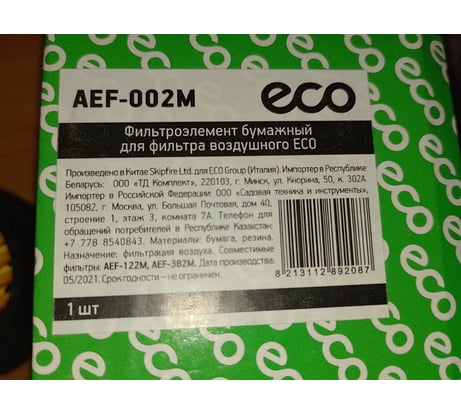 AEF-002M
eco
Фильтроэлемент бумажный
для фильтра воздушного ECO
Произведено в Китае Skipfire Ltd. для ECO Group (Италия). Импортер в Республике
Беларусь: ООО «ТД Комплект», 220103, г. Минск, ул. Кнорина, 50, к. 302А.
Импортер в Российской Федерации: ООО «Садовая техника и инструменты»,
105082, г. Москва, ул. Большая Почтовая, дом 40,
строение 1, этаж 3, комната 7А. Телефон для
обращений потребителей в Республике Казахстан:
+7 778 8540843. Материалы: бумага, резина.
Назначение: фильтрация воздуха. Совместимые
фильтры: AEF-122M, AEF-382M. Дата производства:
05/2021. Срок годности – не ограничен.
8 213112 892087
1 шт